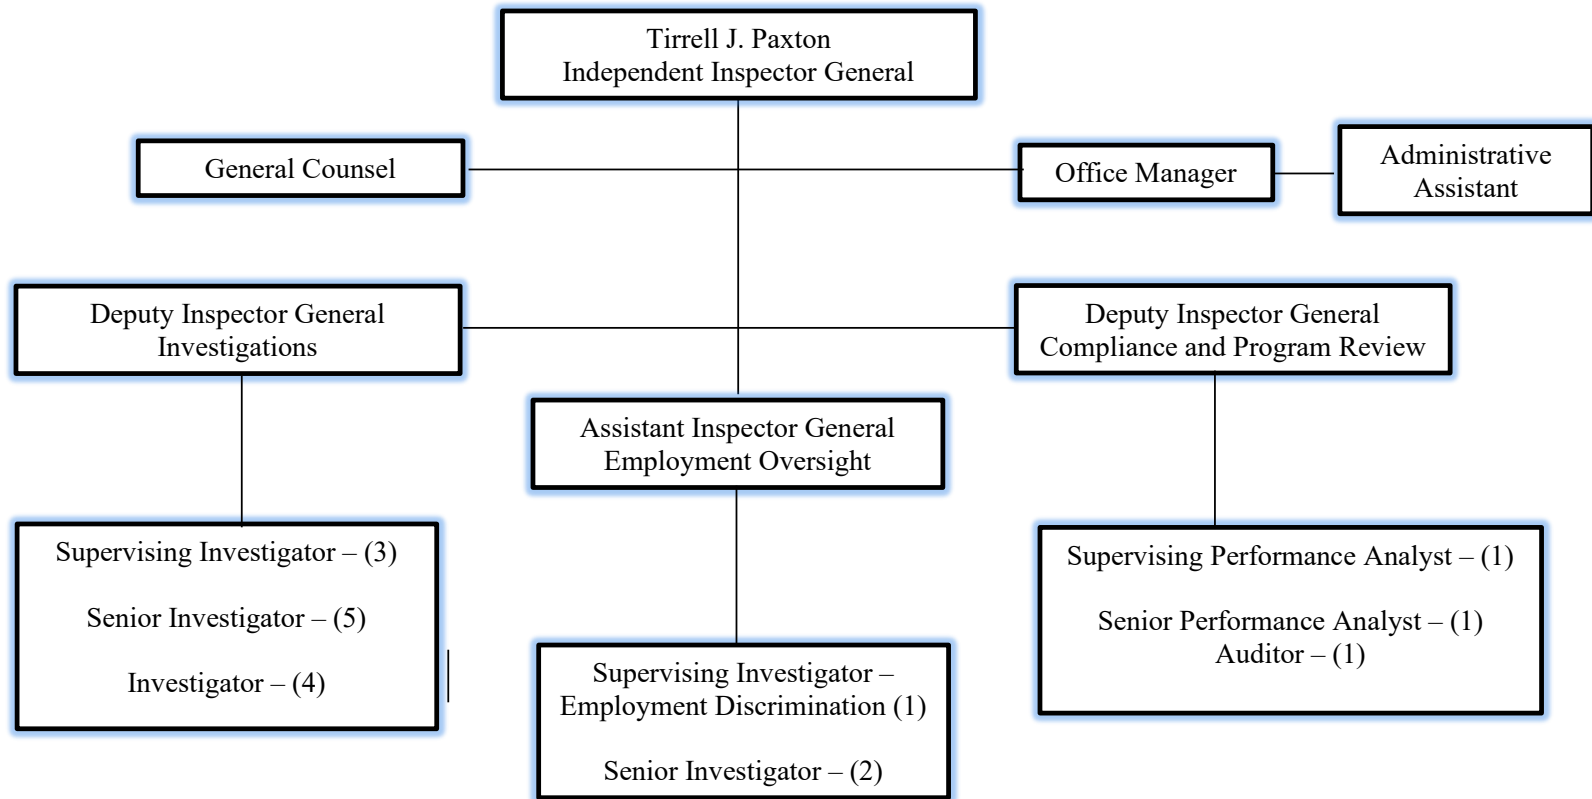 Tirrell J. Paxton
Independent Inspector General
General Counsel
Office Manager
Administrative
Assistant
Deputy Inspector General
Investigations
Deputy Inspector General
Compliance and Program Review
Assistant Inspector General
Employment Oversight
Supervising Investigator – (3)
Senior Investigator – (5)
Investigator – (4)
Supervising Investigator –
Employment Discrimination (1)
Senior Investigator – (2)
Supervising Performance Analyst – (1)
Senior Performance Analyst – (1)
Auditor – (1)